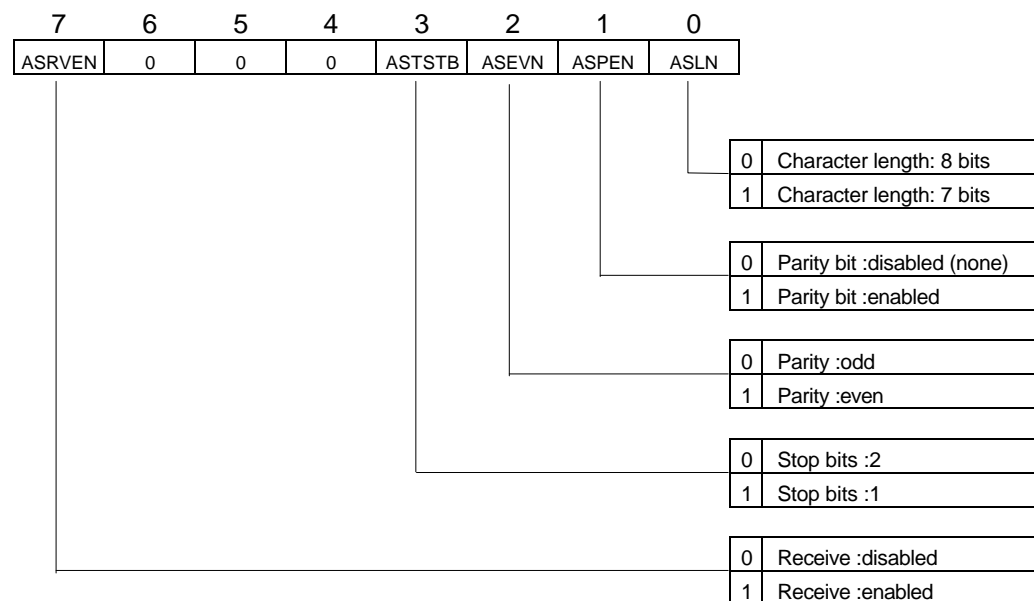 7 6 5 4 3 2 1 0
ASRVEN 0 0 0 ASTSTB ASEVN ASPEN ASLN
0 Character length: 8 bits
1 Character length: 7 bits
0 Parity bit :disabled (none)
1 Parity bit :enabled
0 Parity :odd
1 Parity :even
0 Stop bits :2
1 Stop bits :1
0 Receive :disabled
1 Receive :enabled